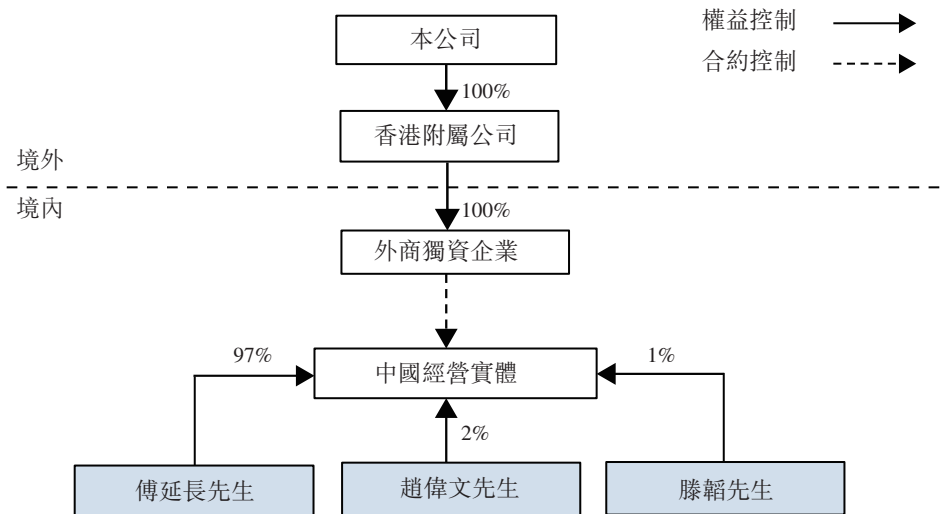 權益控制
本公司
合約控制
100%
香港附屬公司
境外
境內
100%
外商獨資企業
97%
中國經營實體
1%
2%
傅延長先生
趙偉文先生
滕韜先生